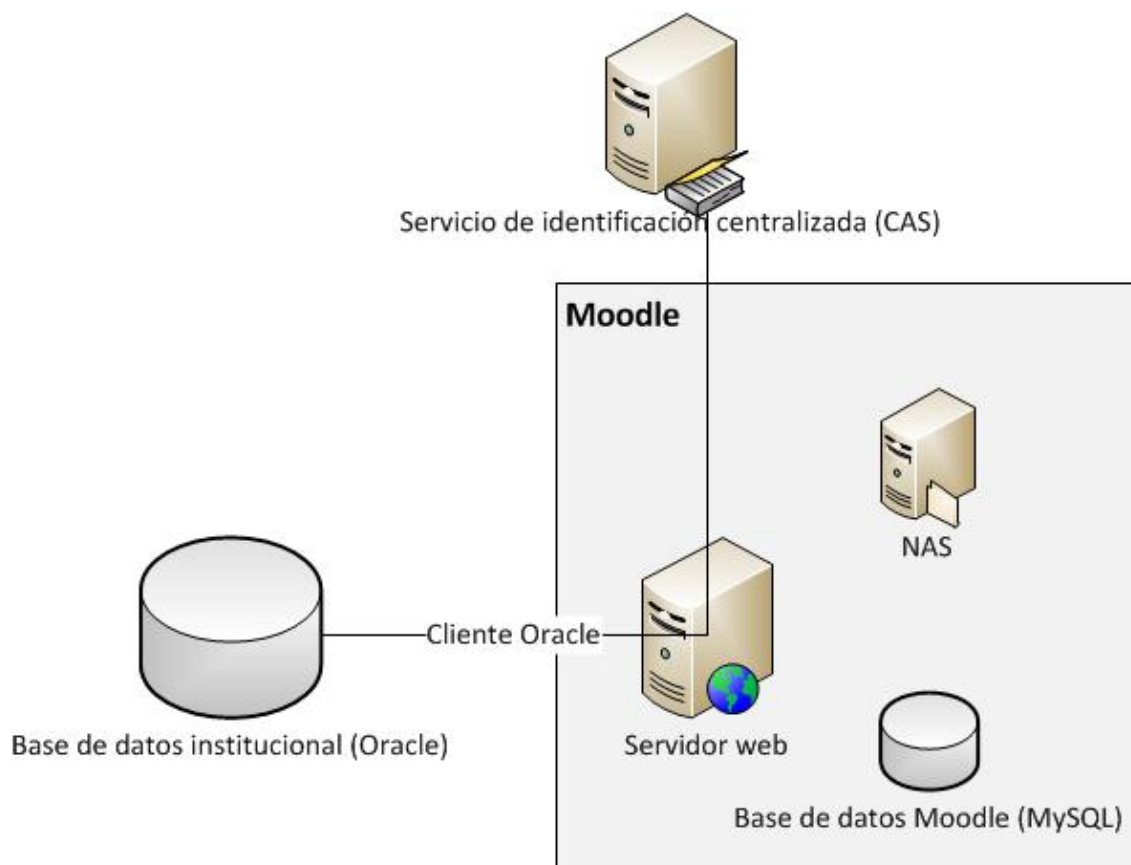 Servicio de identificación centralizada (CAS)
Moodle
NAS
Cliente Oracle
Base de datos institucional (Oracle)
Servidor web
Base de datos Moodle (MySQL)